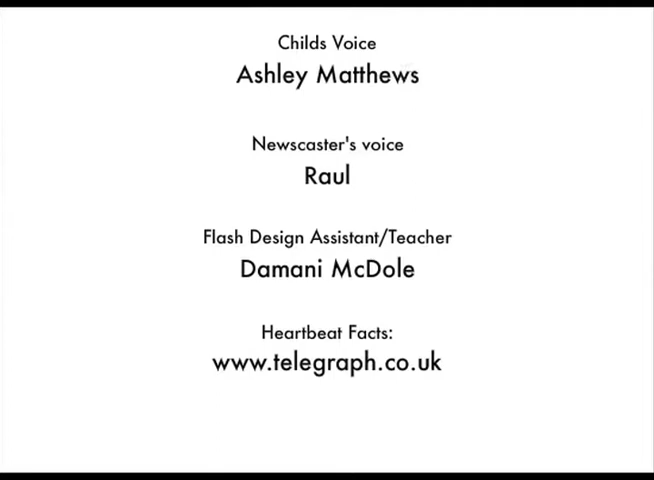 Childs Voice
Ashley Matthews
Newscaster's voice
Raul
Flash Design Assistant/Teacher
Damani McDole
Heartbeat Facts:
www.telegraph.co.uk